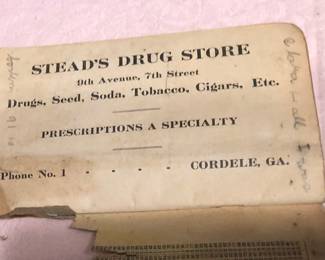 STEAD'S DRUG STORE
9th Avenue, 7th Street
Drugs, Seed, Soda, Tobacco, Cigars, Etc.
PRESCRIPTIONS A SPECIALTY
Phone No. 1 - - - - CORDELE, GA.